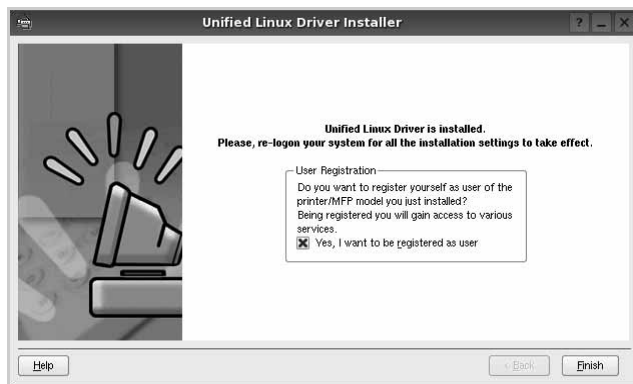 Unified Linux Driver Installer
Unified Linux Driver is installed.
Please, re-logon your system for all the installation settings to take effect.
User Registration
Do you want to register yourself as user of the
printer/MFP model you just installed?
Being registered you will gain access to various
services.
Yes, I want to be registered as user
Help
< Back
Finish